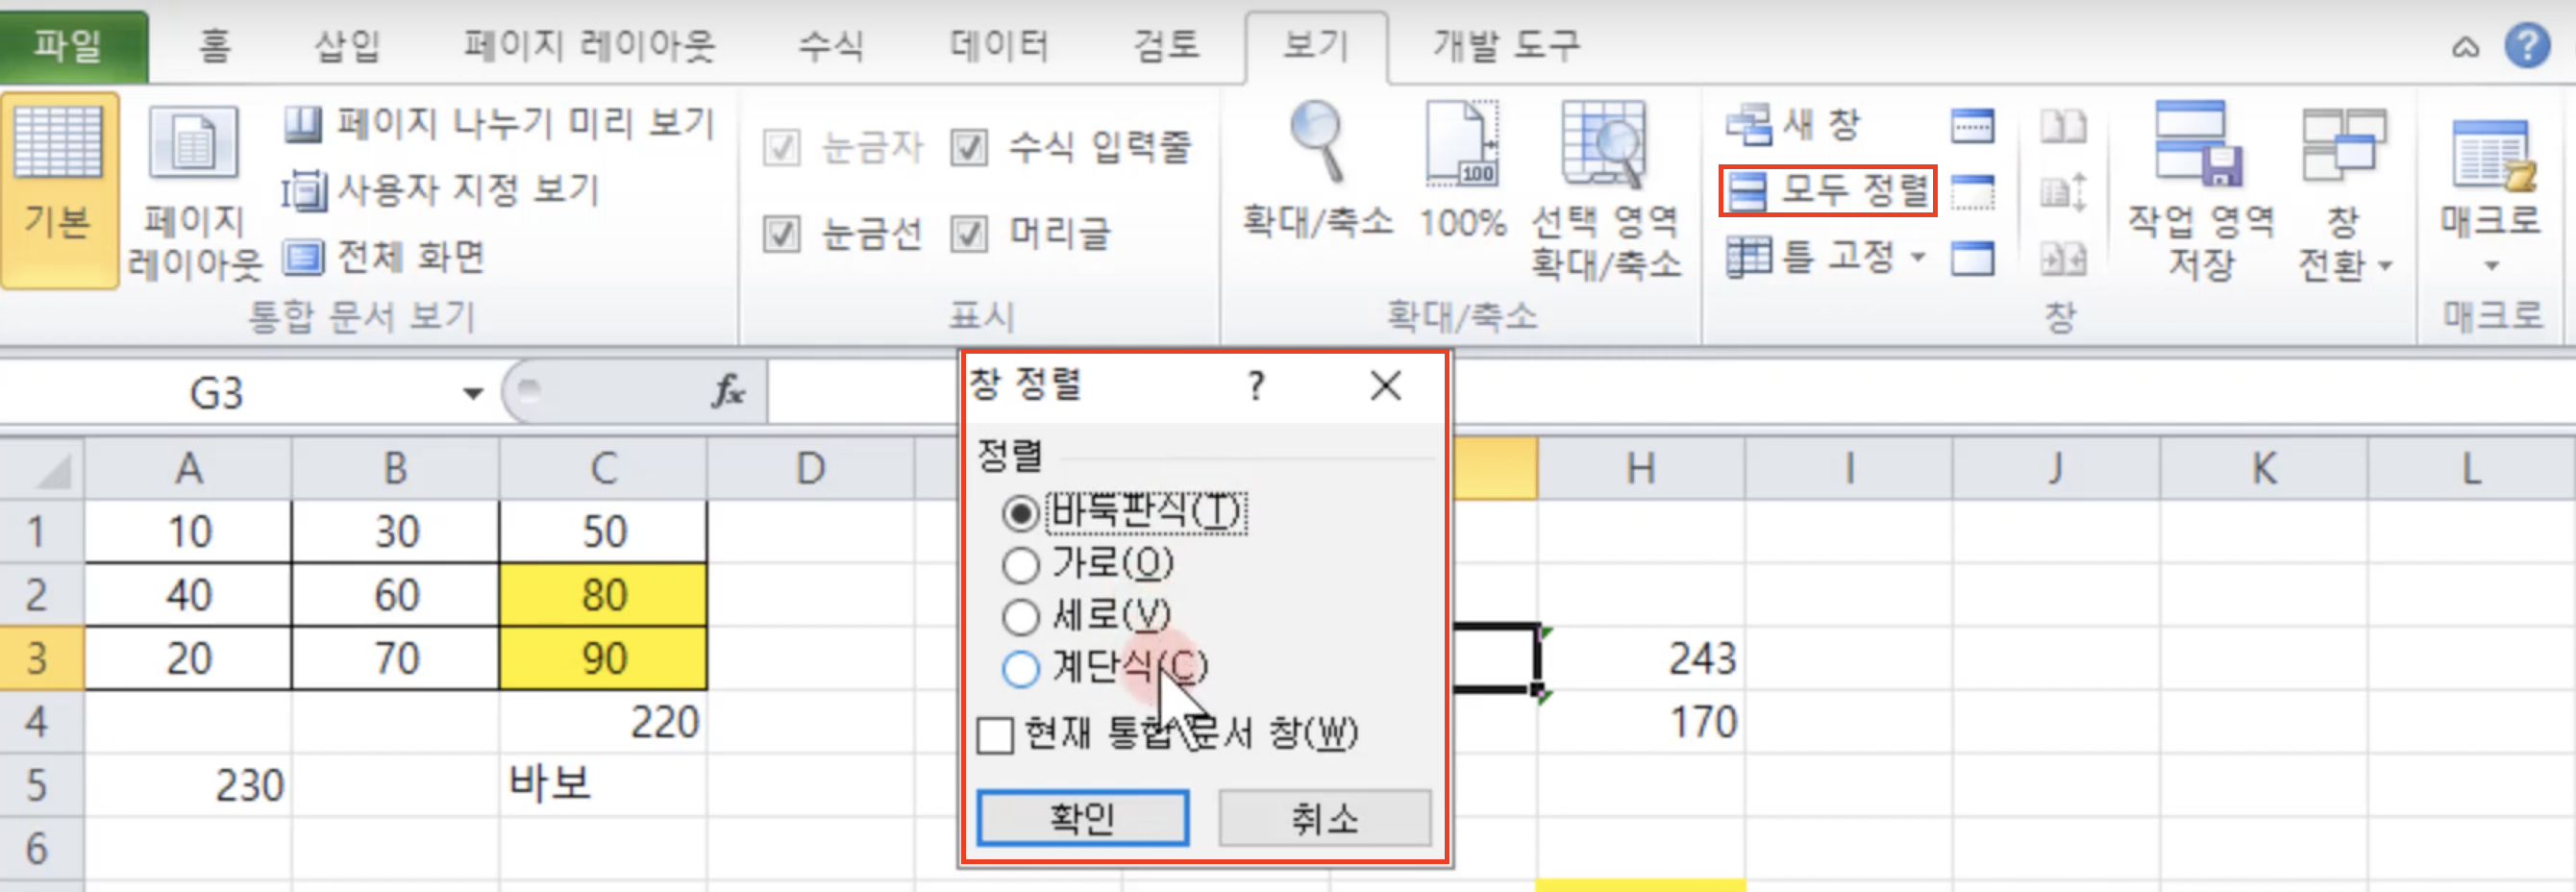 파일 홈 삽입 페이지 레이아웃 수식 데이터 검토 보기 개발 도구
기본
페이지
레이아웃
페이지 나누기 미리 보기
사용자 지정 보기
전체 화면
통합 문서 보기
눈금자
수식 입력줄
눈금선
머리글
표시
확대/축소
100
100%
선택 영역
확대/축소
확대/축소
새 창
모두 정렬
틀 고정
작업 영역
저장
창
전환
창
매크로
매크로
G3
fx
창 정렬 ? X
정렬
바둑판식(T)
가로(O)
세로(V)
계단식(C)
현재 통합 문서 창(W)
확인 취소
A B C D H I J K L
1 10 30 50
2 40 60 80
3 20 70 90 243
4 220 170
5 230 바보
6